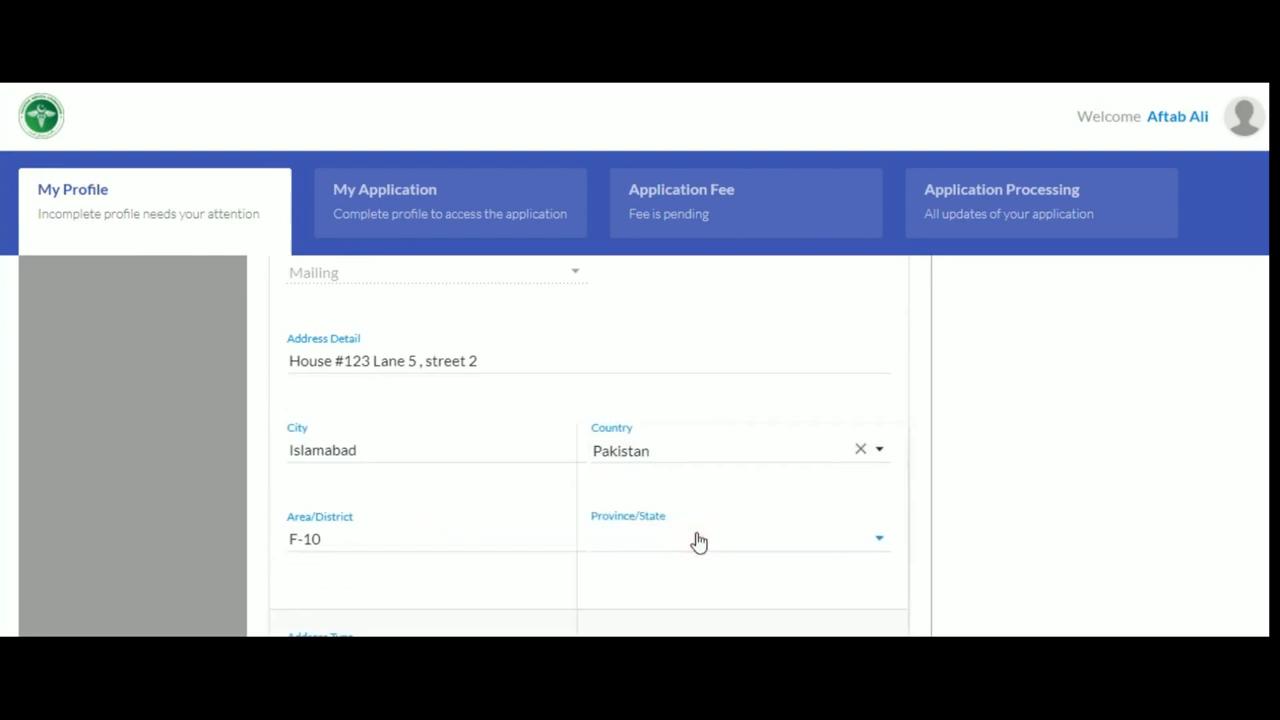 Welcome Aftab Ali
My Profile
Incomplete profile needs your attention
My Application
Complete profile to access the application
Application Fee
Fee is pending
Application Processing
All updates of your application
Mailing
Address Detail
House #123 Lane 5 , street 2
City
Islamabad
Country
Pakistan
Area/District
F-10
Province/State
Address Type